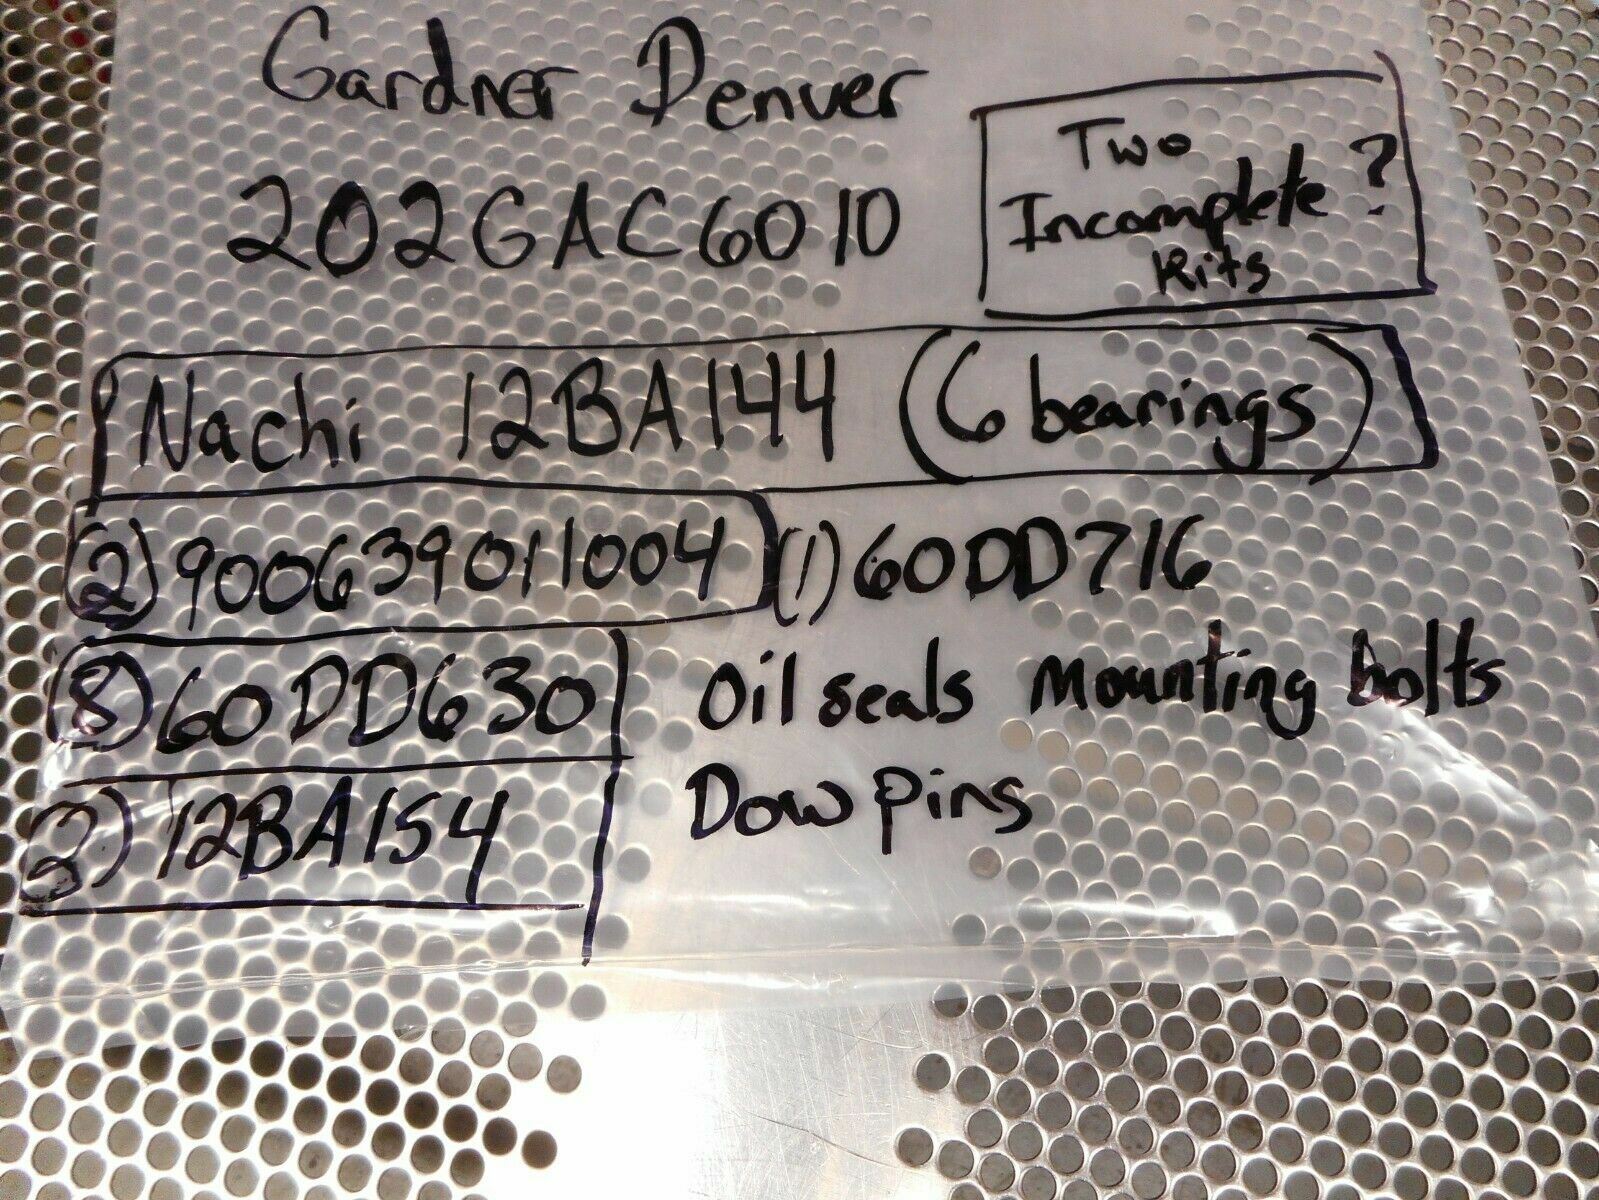 Gardner Denver
202GAC6010
Two
Incomplete ?
Kits
Nachi 12BA144 (6 bearings)
(2) 900639011004
(1) 60DD716
(8) 60DD630
Oil seals Mounting bolts
(2) 12BA154
Dow pins